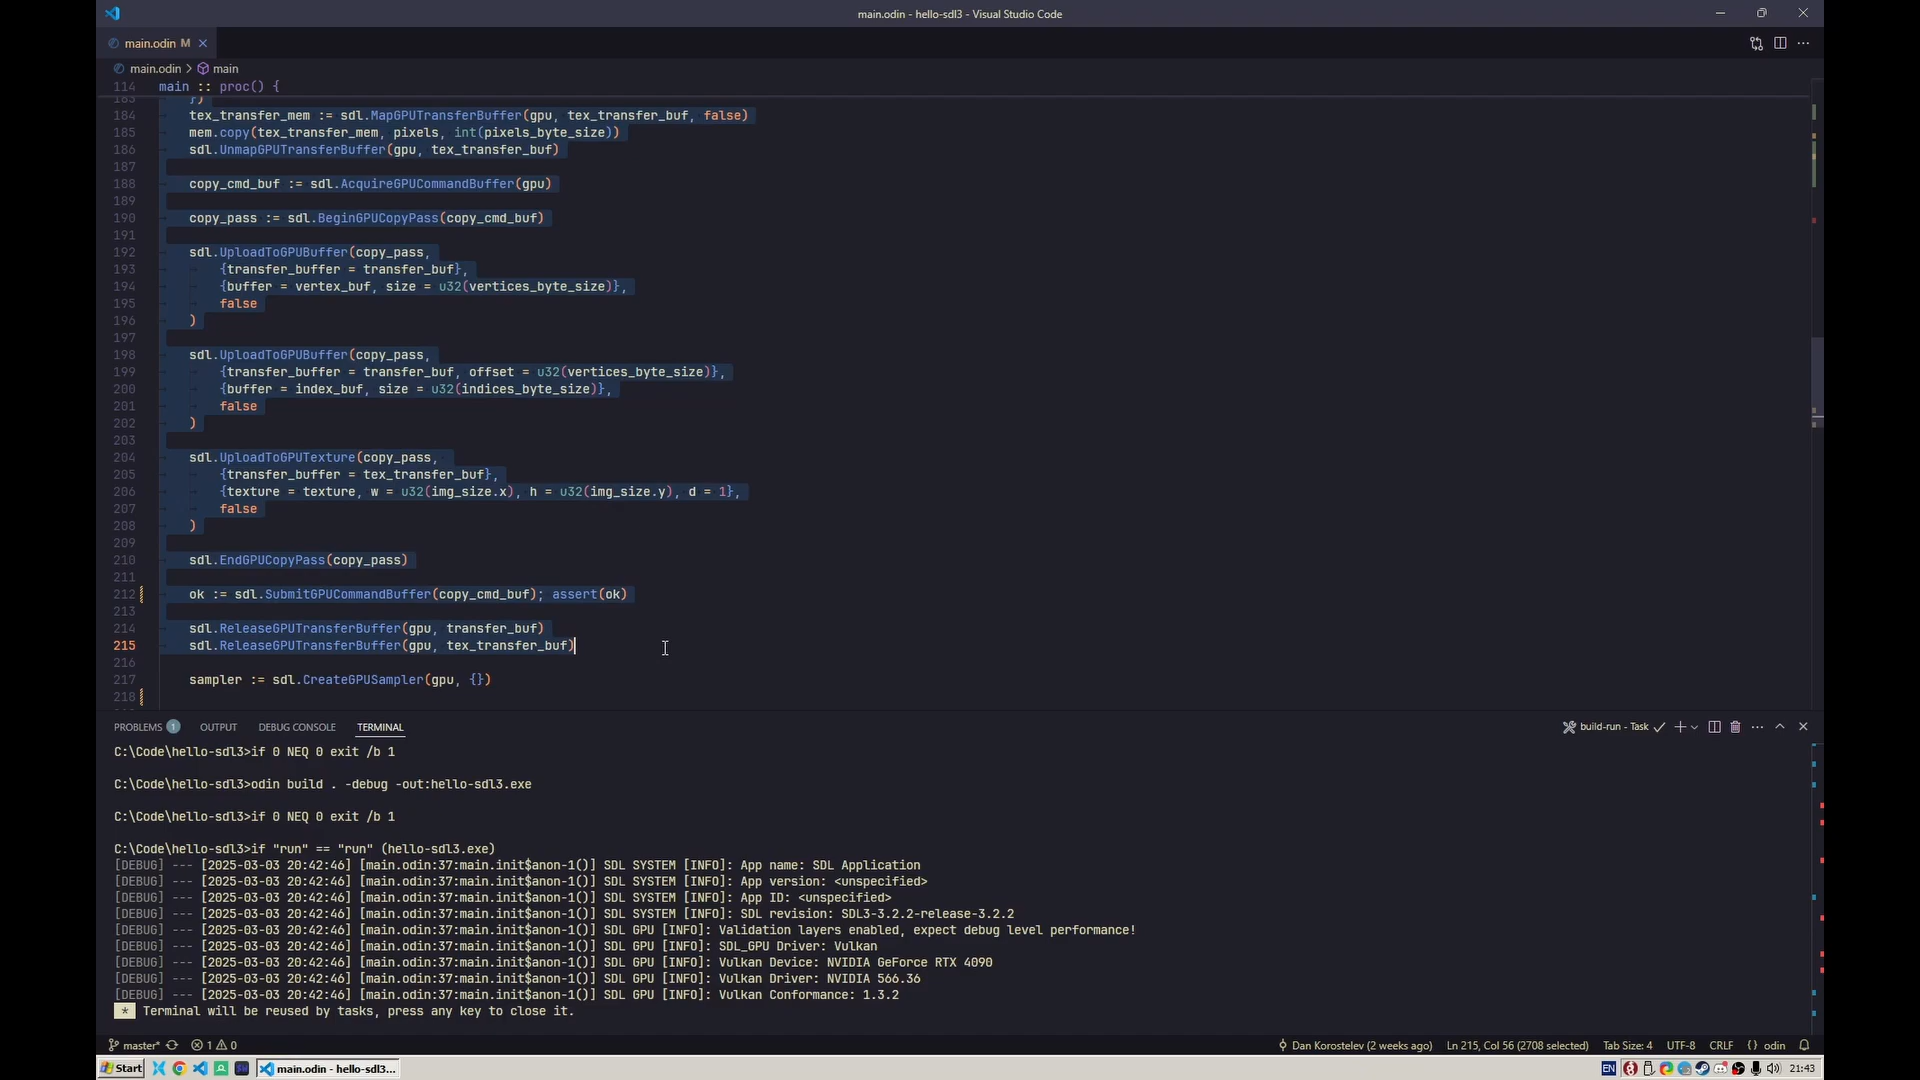 main.odin - hello-sdl3 - Visual Studio Code
main.odin M
main.odin > main
114 main :: proc() {
183 })
184 tex_transfer_mem := sdl.MapGPUTransferBuffer(gpu, tex_transfer_buf, false)
185 mem.copy(tex_transfer_mem, pixels, int(pixels_byte_size))
186 sdl.UnmapGPUTransferBuffer(gpu, tex_transfer_buf)
187
188 copy_cmd_buf := sdl.AcquireGPUCommandBuffer(gpu)
189
190 copy_pass := sdl.BeginGPUCopyPass(copy_cmd_buf)
191
192 sdl.UploadToGPUBuffer(copy_pass,
193 {transfer_buffer = transfer_buf},
194 {buffer = vertex_buf, size = u32(vertices_byte_size)},
195 false
196 )
197
198 sdl.UploadToGPUBuffer(copy_pass,
199 {transfer_buffer = transfer_buf, offset = u32(vertices_byte_size)},
200 {buffer = index_buf, size = u32(indices_byte_size)},
201 false
202 )
203
204 sdl.UploadToGPUTexture(copy_pass,
205 {transfer_buffer = tex_transfer_buf},
206 {texture = texture, w = u32(img_size.x), h = u32(img_size.y), d = 1},
207 false
208 )
209
210 sdl.EndGPUCopyPass(copy_pass)
211
212 ok := sdl.SubmitGPUCommandBuffer(copy_cmd_buf); assert(ok)
213
214 sdl.ReleaseGPUTransferBuffer(gpu, transfer_buf)
215 sdl.ReleaseGPUTransferBuffer(gpu, tex_transfer_buf)
216
217 sampler := sdl.CreateGPUSampler(gpu, {})
218
PROBLEMS 1 OUTPUT DEBUG CONSOLE TERMINAL build-run - Task
C:\Code\hello-sdl3>if 0 NEQ 0 exit /b 1
C:\Code\hello-sdl3>odin build . -debug -out:hello-sdl3.exe
C:\Code\hello-sdl3>if 0 NEQ 0 exit /b 1
C:\Code\hello-sdl3>if "run" == "run" (hello-sdl3.exe)
[DEBUG] --- [2025-03-03 20:42:46] [main.odin:37:main.init$anon-1()] SDL SYSTEM [INFO]: App name: SDL Application
[DEBUG] --- [2025-03-03 20:42:46] [main.odin:37:main.init$anon-1()] SDL SYSTEM [INFO]: App version: <unspecified>
[DEBUG] --- [2025-03-03 20:42:46] [main.odin:37:main.init$anon-1()] SDL SYSTEM [INFO]: App ID: <unspecified>
[DEBUG] --- [2025-03-03 20:42:46] [main.odin:37:main.init$anon-1()] SDL SYSTEM [INFO]: SDL revision: SDL3-3.2.2-release-3.2.2
[DEBUG] --- [2025-03-03 20:42:46] [main.odin:37:main.init$anon-1()] SDL GPU [INFO]: Validation layers enabled, expect debug level performance!
[DEBUG] --- [2025-03-03 20:42:46] [main.odin:37:main.init$anon-1()] SDL GPU [INFO]: SDL_GPU Driver: Vulkan
[DEBUG] --- [2025-03-03 20:42:46] [main.odin:37:main.init$anon-1()] SDL GPU [INFO]: Vulkan Device: NVIDIA GeForce RTX 4090
[DEBUG] --- [2025-03-03 20:42:46] [main.odin:37:main.init$anon-1()] SDL GPU [INFO]: Vulkan Driver: NVIDIA 566.36
[DEBUG] --- [2025-03-03 20:42:46] [main.odin:37:main.init$anon-1()] SDL GPU [INFO]: Vulkan Conformance: 1.3.2
* Terminal will be reused by tasks, press any key to close it.
master* 1 0 Dan Korostelev (2 weeks ago) Ln 215, Col 56 (2708 selected) Tab Size: 4 UTF-8 CRLF {} odin
Start main.odin - hello-sdl3... EN 21:43